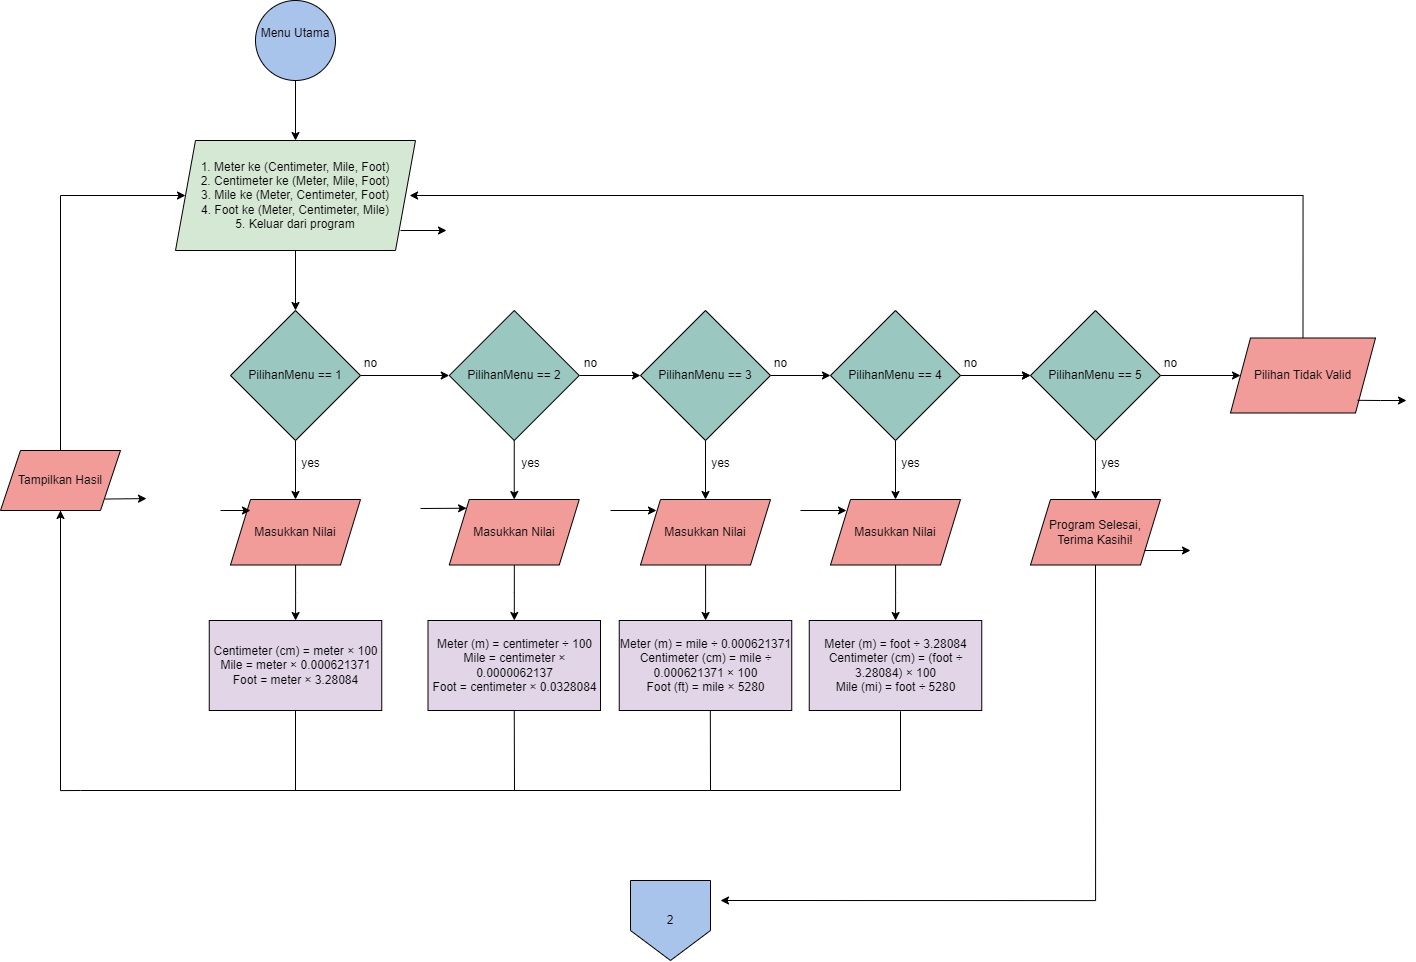 Menu Utama
1. Meter ke (Centimeter, Mile, Foot)
2. Centimeter ke (Meter, Mile, Foot)
3. Mile ke (Meter, Centimeter, Foot)
4. Foot ke (Meter, Centimeter, Mile)
5. Keluar dari program
PilihanMenu == 1
no
PilihanMenu == 2
no
PilihanMenu == 3
no
PilihanMenu == 4
no
PilihanMenu == 5
no
Pilihan Tidak Valid
yes
yes
yes
yes
yes
Tampilkan Hasil
Masukkan Nilai
Masukkan Nilai
Masukkan Nilai
Masukkan Nilai
Program Selesai,
Terima Kasihi!
Centimeter (cm) = meter × 100
Mile = meter × 0.000621371
Foot = meter × 3.28084
Meter (m) = centimeter ÷ 100
Mile = centimeter ×
0.0000062137
Foot = centimeter × 0.0328084
Meter (m) = mile ÷ 0.000621371
Centimeter (cm) = mile ÷
0.000621371 × 100
Foot (ft) = mile × 5280
Meter (m) = foot ÷ 3.28084
Centimeter (cm) = (foot ÷
3.28084) × 100
Mile (mi) = foot ÷ 5280
2